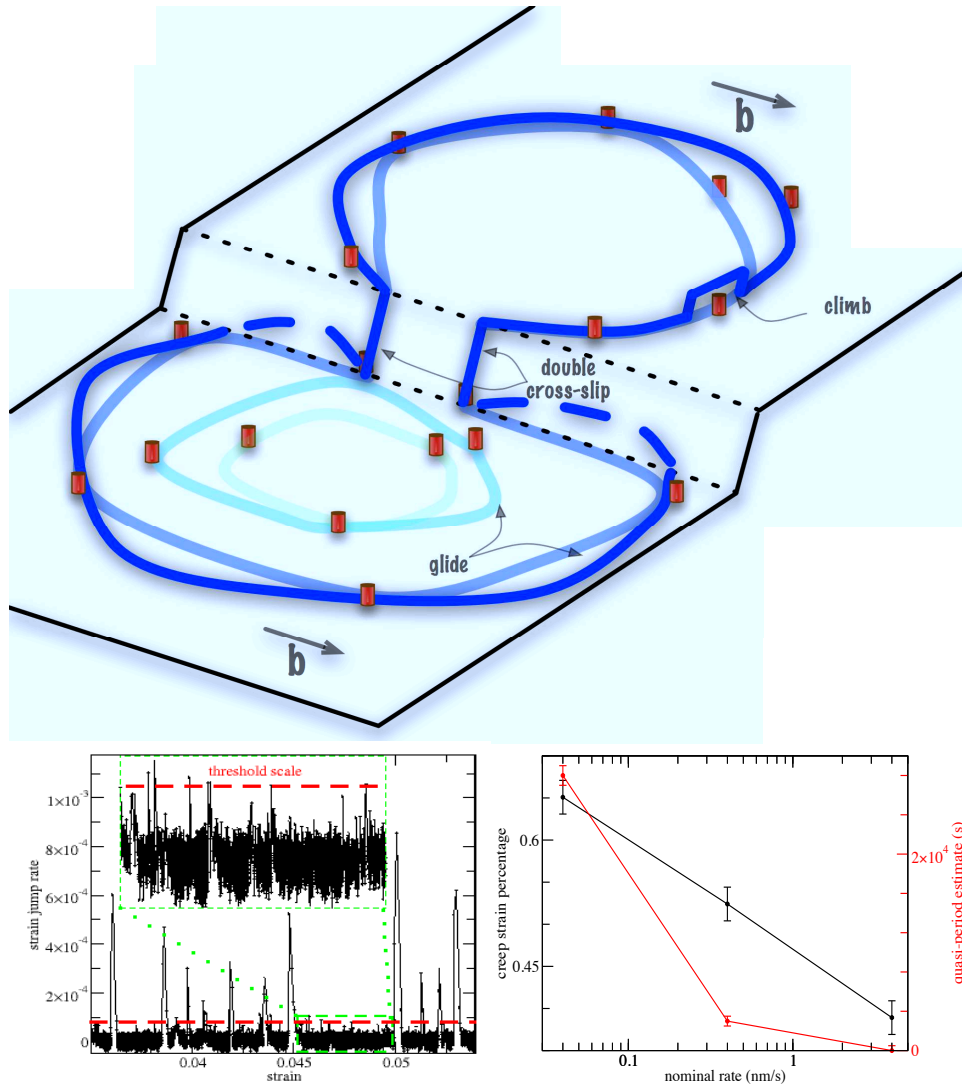 b
climb
double
cross-slip
glide
b
threshold scale
1×10⁻³
8×10⁻⁴
6×10⁻⁴
4×10⁻⁴
2×10⁻⁴
0
strain jump rate
0.04
0.045
0.05
strain
creep strain percentage
0.6
0.45
0.1
1
nominal rate (nm/s)
2×10⁴
0
quasi-period estimate (s)